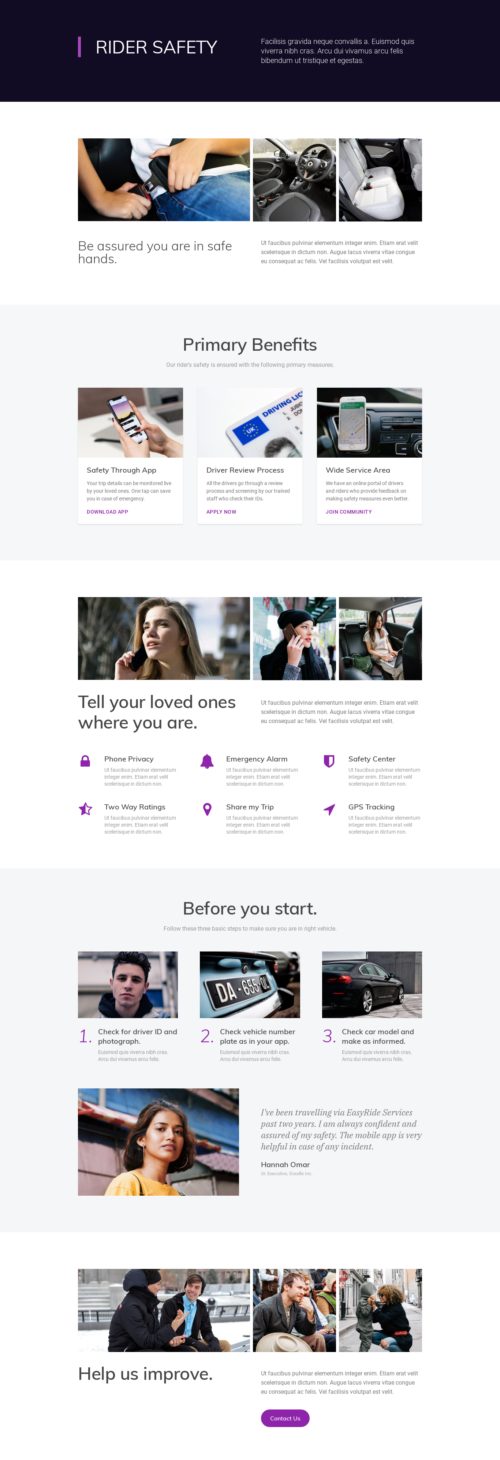 RIDER SAFETY
Facilisis gravida neque convallis a. Euismod quis
viverra nibh cras. Arcu dui vivamus arcu felis
bibendum ut tristique et egestas.
Be assured you are in safe
hands.
Ut faucibus pulvinar elementum integer enim. Etiam erat velit
scelerisque in dictum non. Augue lacus viverra vitae congue
eu consequat ac felis. Vel facilisis volutpat est velit.
Primary Benefits
Our rider's safety is ensured with the following primary measures.
DRIVING LIC
UK
Safety Through App
Your trip details can be monitored live
by your loved ones. One tap can save
you in case of emergency.
DOWNLOAD APP
Driver Review Process
All the drivers go through a review
process and screening by our trained
staff who check their IDs.
APPLY NOW
Wide Service Area
We have an online portal of drivers
and riders who provide feedback on
making safety measures even better.
JOIN COMMUNITY
Tell your loved ones
where you are.
Ut faucibus pulvinar elementum integer enim. Etiam erat velit
scelerisque in dictum non. Augue lacus viverra vitae congue
eu consequat ac felis. Vel facilisis volutpat est velit.
Phone Privacy
Ut faucibus pulvinar elementum
integer enim. Etiam erat velit
scelerisque in dictum non.
Emergency Alarm
Ut faucibus pulvinar elementum
integer enim. Etiam erat velit
scelerisque in dictum non.
Safety Center
Ut faucibus pulvinar elementum
integer enim. Etiam erat velit
scelerisque in dictum non.
Two Way Ratings
Ut faucibus pulvinar elementum
integer enim. Etiam erat velit
scelerisque in dictum non.
Share my Trip
Ut faucibus pulvinar elementum
integer enim. Etiam erat velit
scelerisque in dictum non.
GPS Tracking
Ut faucibus pulvinar elementum
integer enim. Etiam erat velit
scelerisque in dictum non.
Before you start.
Follow these three basic steps to make sure you are in right vehicle.
DA-655
1.
Check for driver ID and
photograph.
Euismod quis viverra nibh cras.
Arcu dui vivamus arcu felis.
2.
Check vehicle number
plate as in your app.
Euismod quis viverra nibh cras.
Arcu dui vivamus arcu felis.
3.
Check car model and
make as informed.
Euismod quis viverra nibh cras.
Arcu dui vivamus arcu felis.
I've been travelling via EasyRide Services
past two years. I am always confident and
assured of my safety. The mobile app is very
helpful in case of any incident.
Hannah Omar
Help us improve.
Ut faucibus pulvinar elementum integer enim. Etiam erat velit
scelerisque in dictum non. Augue lacus viverra vitae congue
eu consequat ac felis. Vel facilisis volutpat est velit.
Contact Us